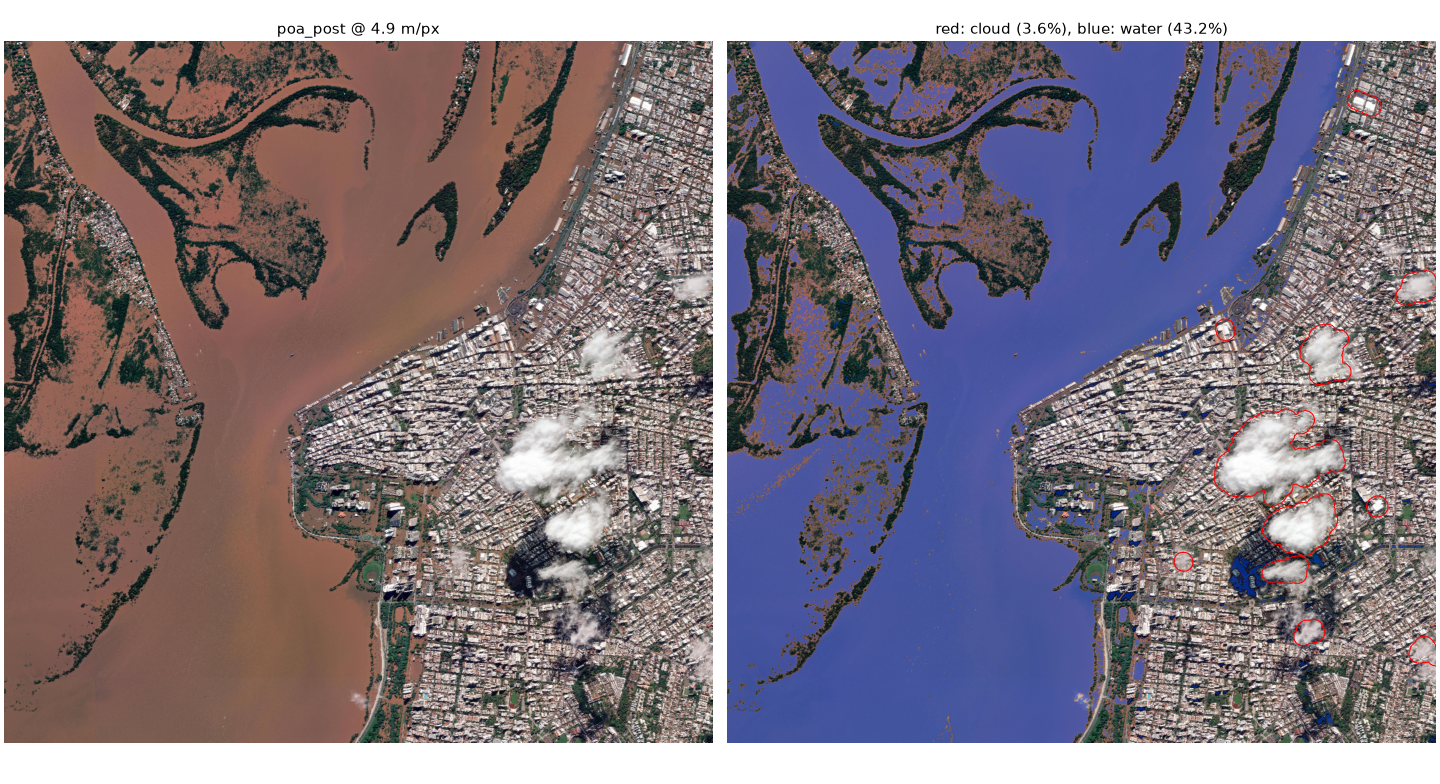 poa_post @ 4.9 m/px
red: cloud (3.6%), blue: water (43.2%)